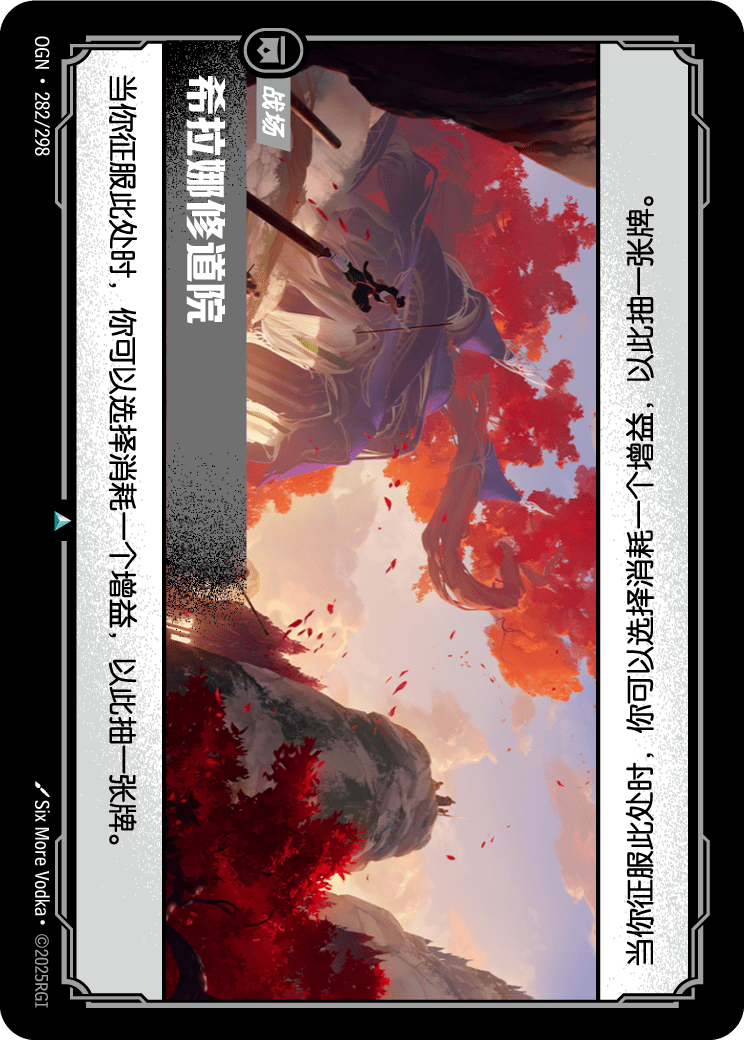 当你征服此处时，你可以选择消耗一个增益，以此抽一张牌。
战场
希拉娜修道院
当你征服此处时，你可以选择消耗一个增益，以此抽一张牌。
OGN • 282/298
Six More Vodka • ©2025RGI